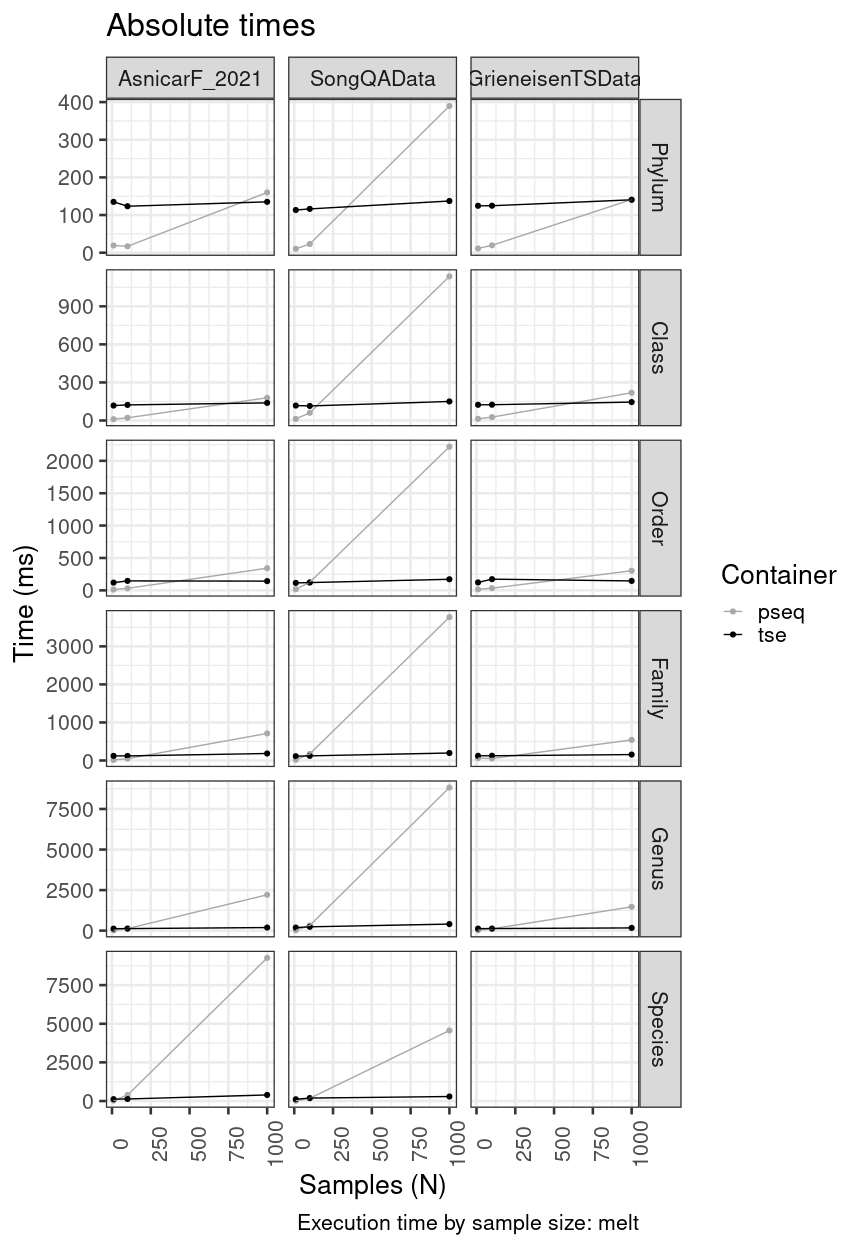 Absolute times
AsnicarF_2021
SongQAData
GrieneisenTSData
400
300
200
100
0
Phylum
900
600
300
0
Class
2000
1500
1000
500
0
Order
3000
2000
1000
0
Family
7500
5000
2500
0
Genus
7500
5000
2500
0
Species
Time (ms)
0 250 500 750 1000
0 250 500 750 1000
0 250 500 750 1000
Samples (N)
Execution time by sample size: melt
Container
pseq
tse